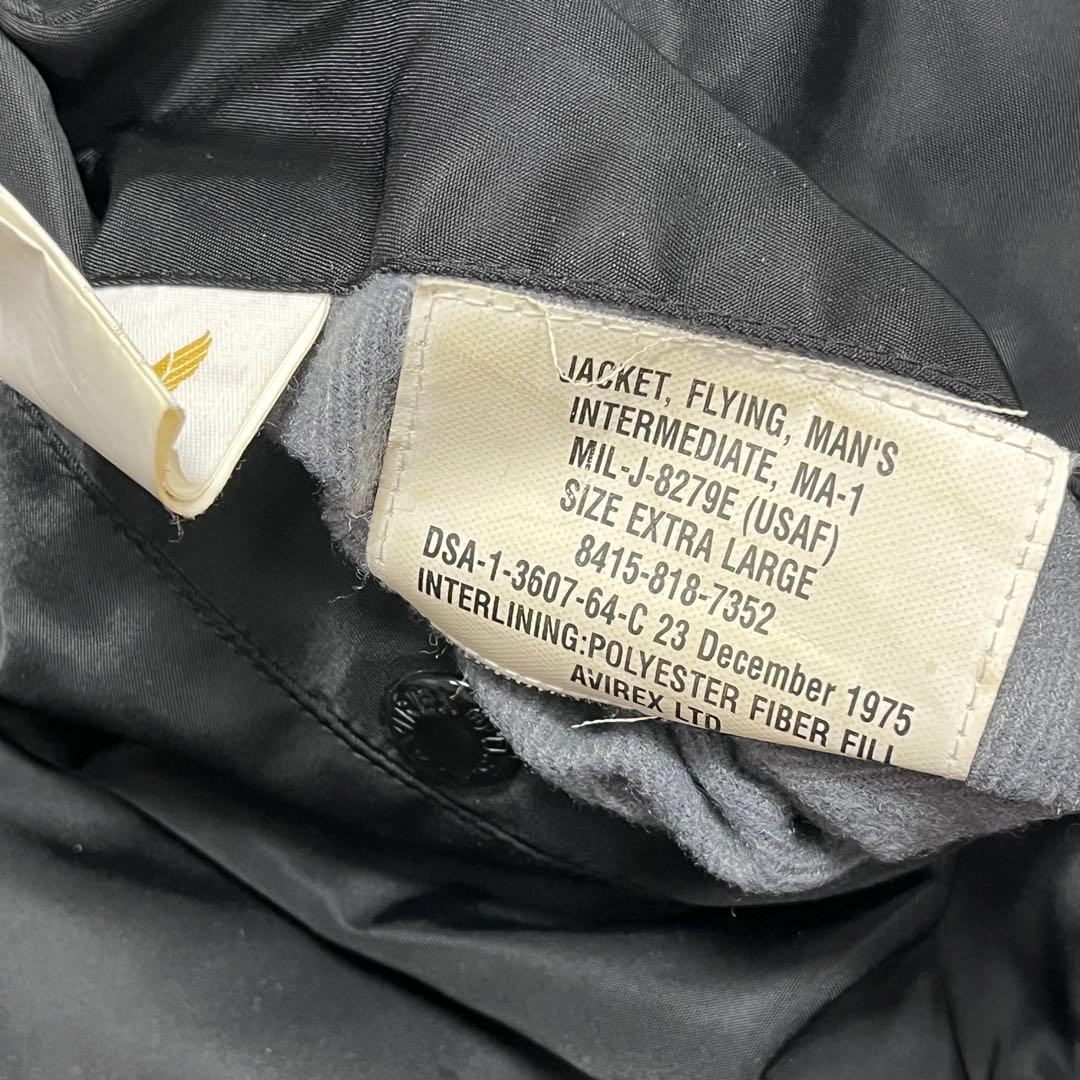 JACKET, FLYING, MAN'S
INTERMEDIATE, MA-1
MIL-J-8279E (USAF)
SIZE EXTRA LARGE
8415-818-7352
DSA-1-3607-64-C 23 December 1975
INTERLINING:POLYESTER FIBER FILL
AVIREX LTD